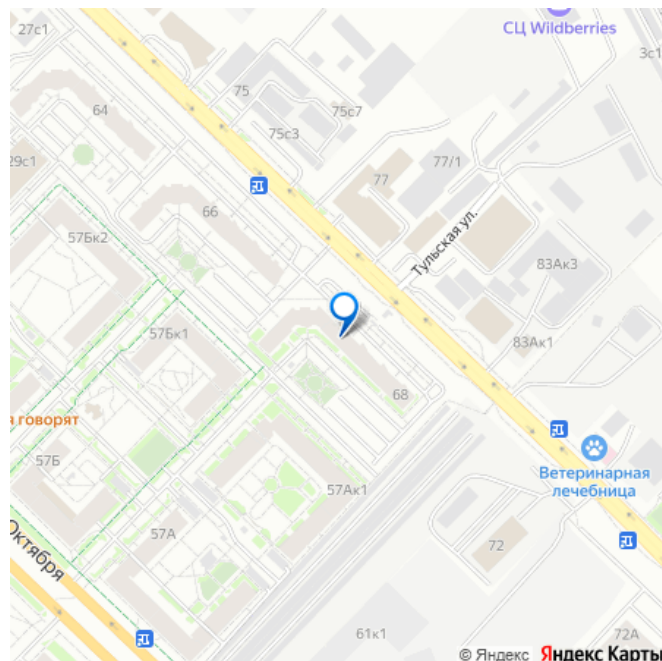 27с1
СЦ Wildberries
3с1
75
64
75с7
75с3
29с1
77/1
77
66
57Бк2
Тульская ул.
83Ак3
57Бк1
83Ак1
68
я говорят
57Б
Ветеринарная
лечебница
57Ак1
57А
72
Октября
61к1
72А
© Яндекс Яндекс Карты